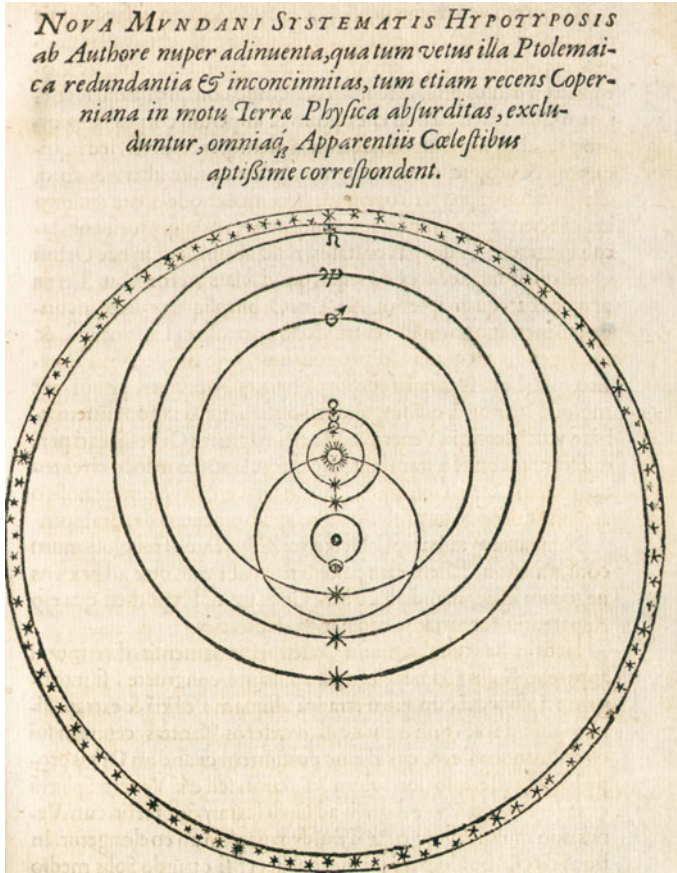 NOVA MVNDANI SYSTEMATIS HYPOTYPOSIS
ab Authore nuper adinuenta, qua tum vetus illa Ptolemai-
ca redundantia & inconcinnitas, tum etiam recens Coper-
niana in motu Terræ Physica absurditas, exclu-
duntur, omniaq́; Apparentiis Cœlestibus
aptißime correspondent.
♄
♃
♂
♀
☿